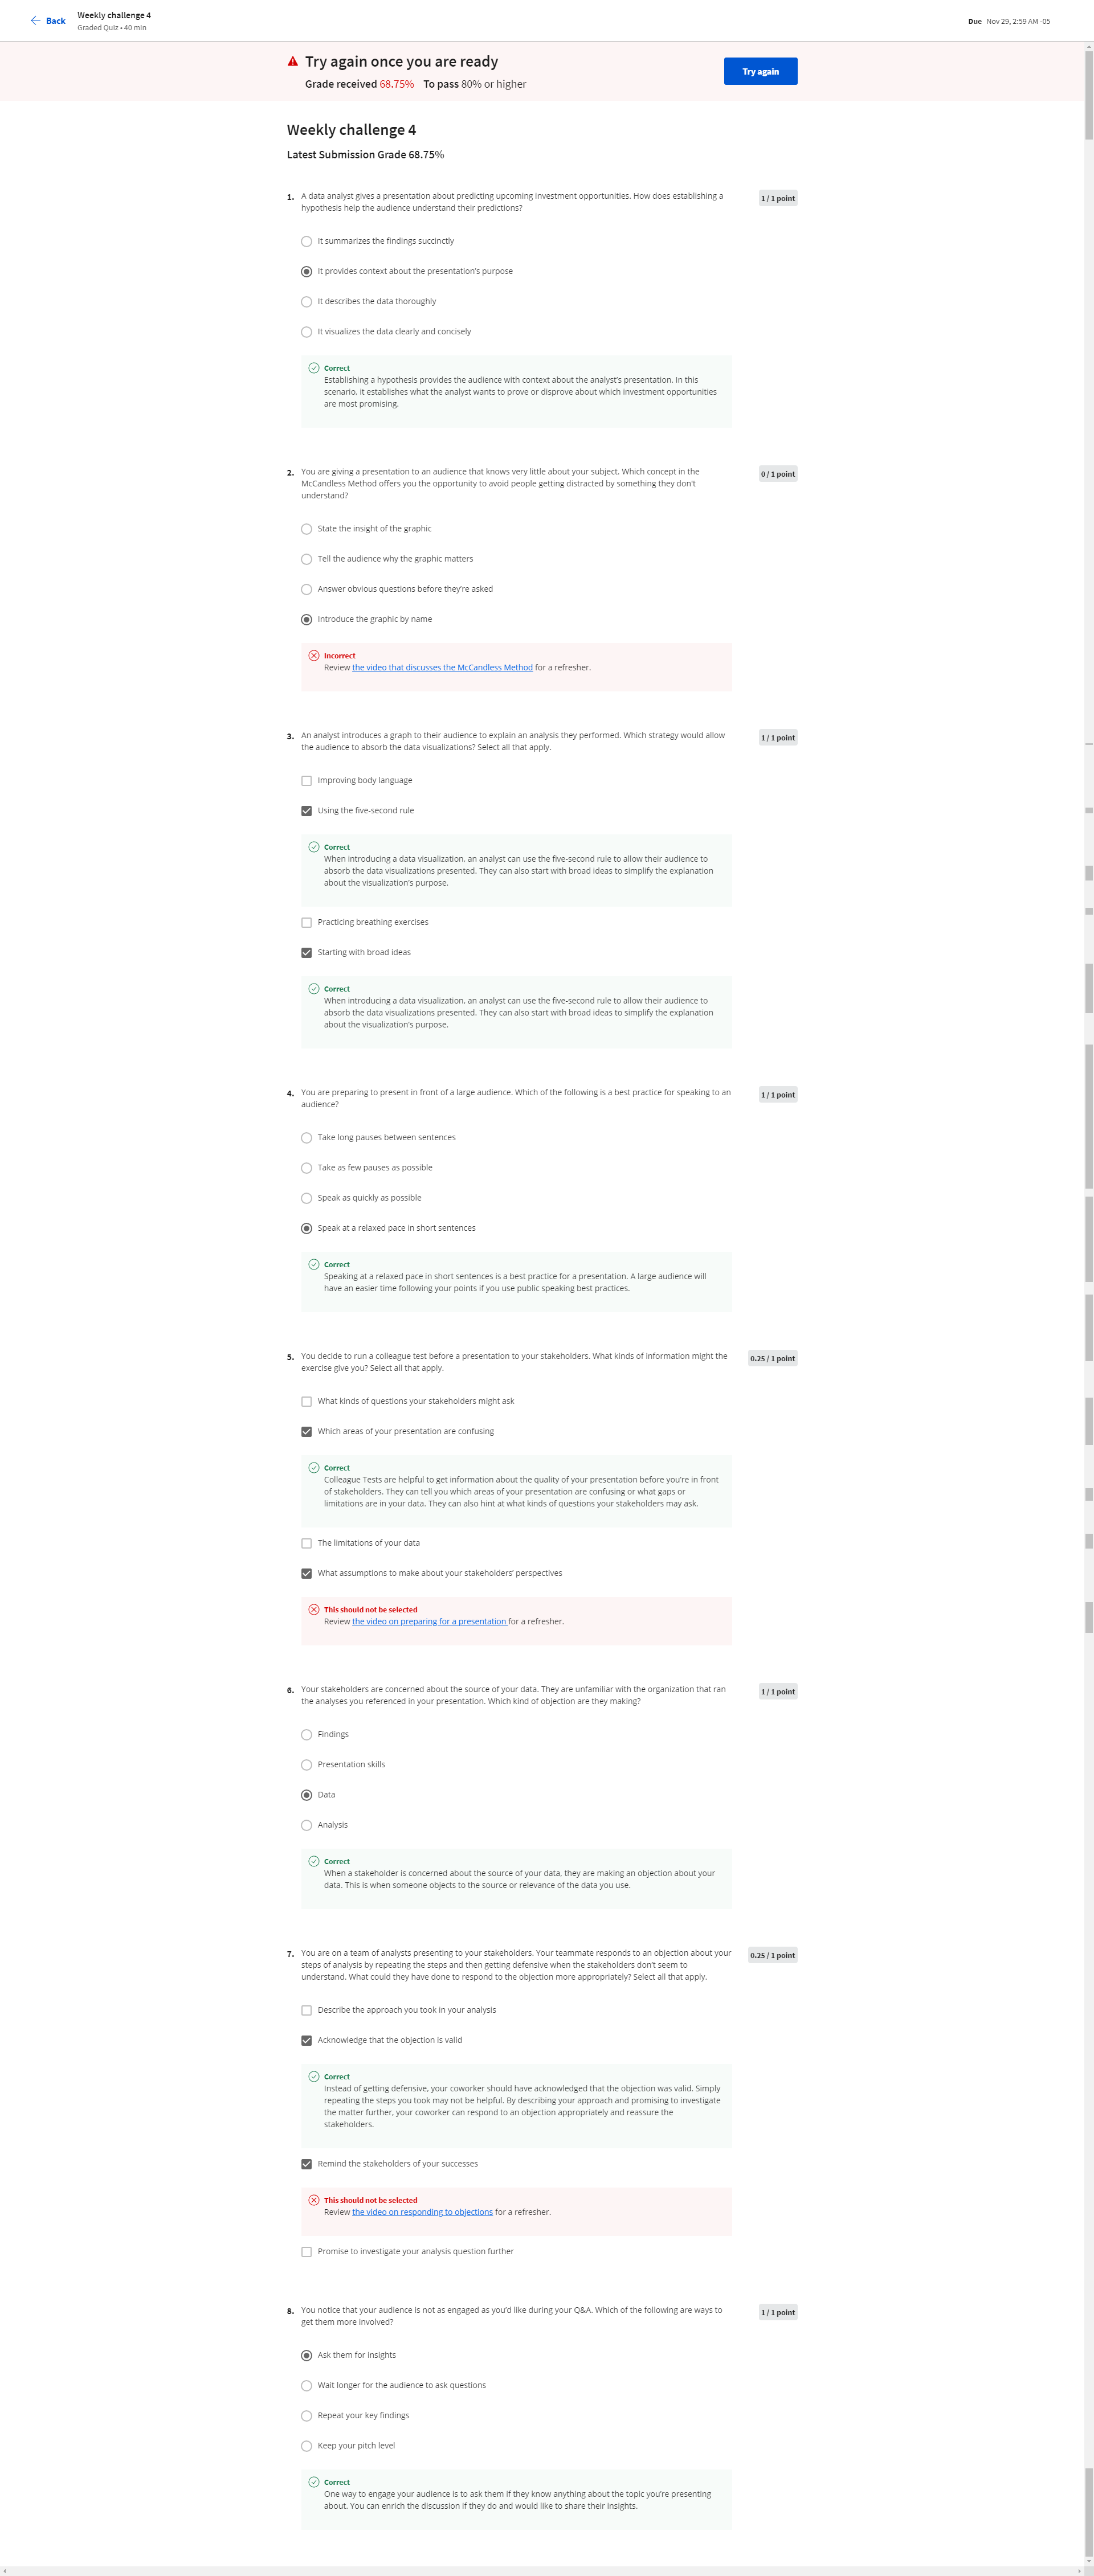 Back
Weekly challenge 4
Graded Quiz • 40 min
Due Nov 29, 2:59 AM -05
Try again once you are ready
Grade received 68.75% To pass 80% or higher
Try again
Weekly challenge 4
Latest Submission Grade 68.75%
1. A data analyst gives a presentation about predicting upcoming investment opportunities. How does establishing a
hypothesis help the audience understand their predictions?
1 / 1 point
It summarizes the findings succinctly
It provides context about the presentation's purpose
It describes the data thoroughly
It visualizes the data clearly and concisely
Correct
Establishing a hypothesis provides the audience with context about the analyst's presentation. In this
scenario, it establishes what the analyst wants to prove or disprove about which investment opportunities
are most promising.
2. You are giving a presentation to an audience that knows very little about your subject. Which concept in the
McCandless Method offers you the opportunity to avoid people getting distracted by something they don't
understand?
0 / 1 point
State the insight of the graphic
Tell the audience why the graphic matters
Answer obvious questions before they're asked
Introduce the graphic by name
Incorrect
Review the video that discusses the McCandless Method for a refresher.
3. An analyst introduces a graph to their audience to explain an analysis they performed. Which strategy would allow
the audience to absorb the data visualizations? Select all that apply.
1 / 1 point
Improving body language
Using the five-second rule
Correct
When introducing a data visualization, an analyst can use the five-second rule to allow their audience to
absorb the data visualizations presented. They can also start with broad ideas to simplify the explanation
about the visualization's purpose.
Practicing breathing exercises
Starting with broad ideas
Correct
When introducing a data visualization, an analyst can use the five-second rule to allow their audience to
absorb the data visualizations presented. They can also start with broad ideas to simplify the explanation
about the visualization's purpose.
4. You are preparing to present in front of a large audience. Which of the following is a best practice for speaking to an
audience?
1 / 1 point
Take long pauses between sentences
Take as few pauses as possible
Speak as quickly as possible
Speak at a relaxed pace in short sentences
Correct
Speaking at a relaxed pace in short sentences is a best practice for a presentation. A large audience will
have an easier time following your points if you use public speaking best practices.
5. You decide to run a colleague test before a presentation to your stakeholders. What kinds of information might the
exercise give you? Select all that apply.
0.25 / 1 point
What kinds of questions your stakeholders might ask
Which areas of your presentation are confusing
Correct
Colleague Tests are helpful to get information about the quality of your presentation before you're in front
of stakeholders. They can tell you which areas of your presentation are confusing or what gaps or
limitations are in your data. They can also hint at what kinds of questions your stakeholders may ask.
The limitations of your data
What assumptions to make about your stakeholders' perspectives
This should not be selected
Review the video on preparing for a presentation for a refresher.
6. Your stakeholders are concerned about the source of your data. They are unfamiliar with the organization that ran
the analyses you referenced in your presentation. Which kind of objection are they making?
1 / 1 point
Findings
Presentation skills
Data
Analysis
Correct
When a stakeholder is concerned about the source of your data, they are making an objection about your
data. This is when someone objects to the source or relevance of the data you use.
7. You are on a team of analysts presenting to your stakeholders. Your teammate responds to an objection about your
steps of analysis by repeating the steps and then getting defensive when the stakeholders don't seem to
understand. What could they have done to respond to the objection more appropriately? Select all that apply.
0.25 / 1 point
Describe the approach you took in your analysis
Acknowledge that the objection is valid
Correct
Instead of getting defensive, your coworker should have acknowledged that the objection was valid. Simply
repeating the steps you took may not be helpful. By describing your approach and promising to investigate
the matter further, your coworker can respond to an objection appropriately and reassure the
stakeholders.
Remind the stakeholders of your successes
This should not be selected
Review the video on responding to objections for a refresher.
Promise to investigate your analysis question further
8. You notice that your audience is not as engaged as you'd like during your Q&A. Which of the following are ways to
get them more involved?
1 / 1 point
Ask them for insights
Wait longer for the audience to ask questions
Repeat your key findings
Keep your pitch level
Correct
One way to engage your audience is to ask them if they know anything about the topic you're presenting
about. You can enrich the discussion if they do and would like to share their insights.